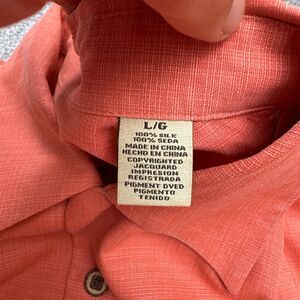 L/G
100% SILK
100% SEDA
MADE IN CHINA
HECHO EN CHINA
COPYRIGHTED
JACQUARD
IMPRESION
REGISTRADA
PIGMENT DYED
PIGMENTO
TENIDO